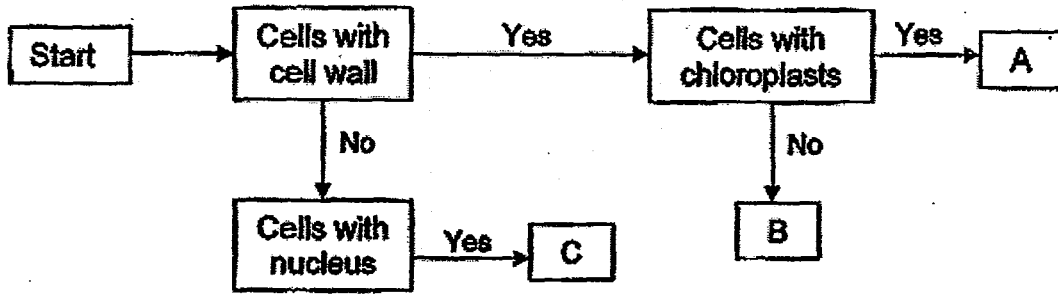 Start
Cells with
cell wall
Yes
Cells with
chloroplasts
Yes
A
No
No
B
Cells with
nucleus
Yes
C